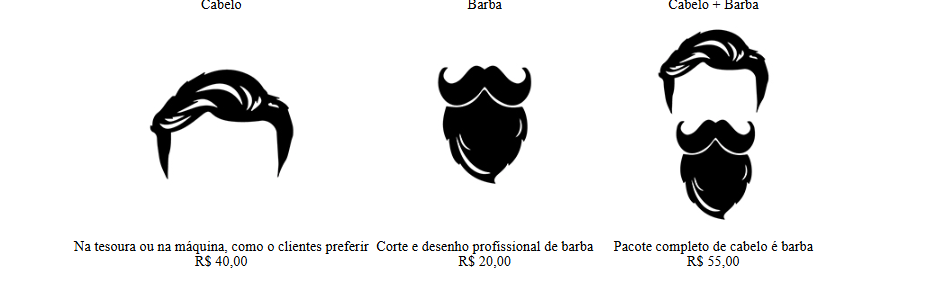 Cabelo
Barba
Cabelo + Barba
Na tesoura ou na máquina, como o clientes preferir
R$ 40,00
Corte e desenho profissional de barba
R$ 20,00
Pacote completo de cabelo é barba
R$ 55,00